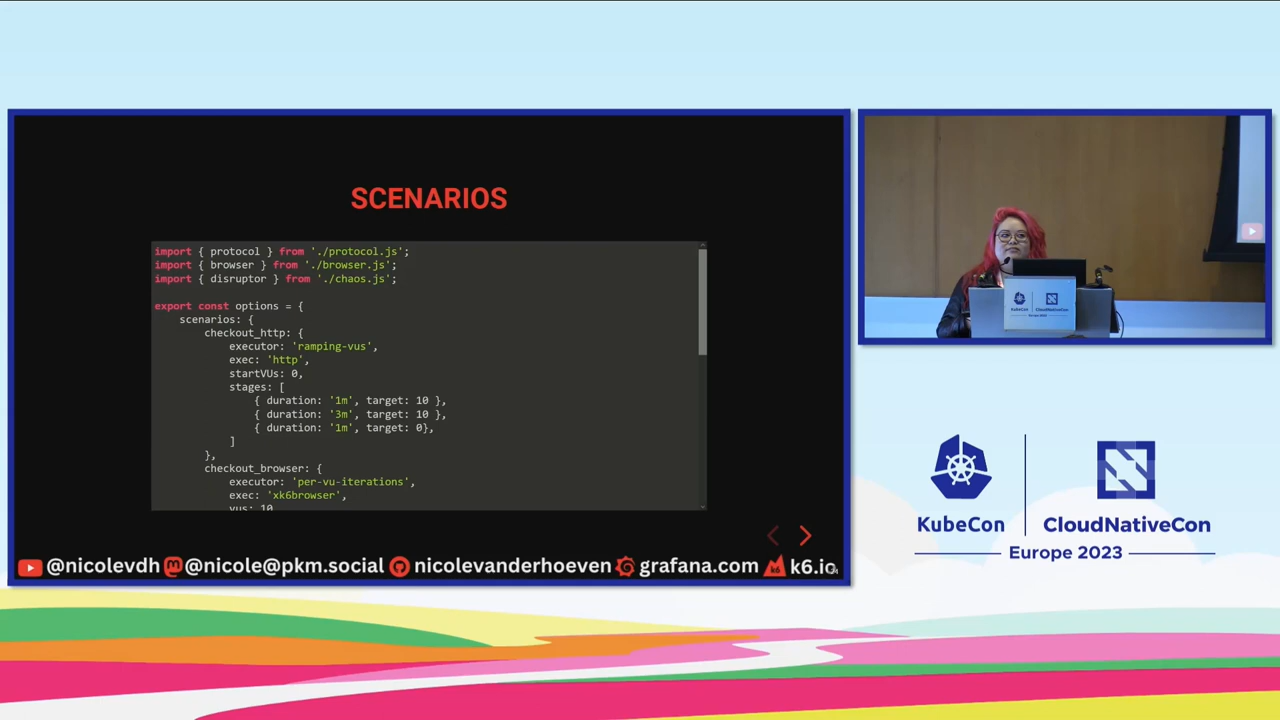 SCENARIOS
import { protocol } from './protocol.js';
import { browser } from './browser.js';
import { disruptor } from './chaos.js';
export const options = {
scenarios: {
checkout_http: {
executor: 'ramping-vus',
exec: 'http',
startVUs: 0,
stages: [
{ duration: '1m', target: 10 },
{ duration: '3m', target: 10 },
{ duration: '1m', target: 0},
]
},
checkout_browser: {
executor: 'per-vu-iterations',
exec: 'xk6browser',
vus: 10
@nicolevdh @nicole@pkm.social nicolevanderhoeven grafana.com k6.io
KubeCon CloudNativeCon
Europe 2023